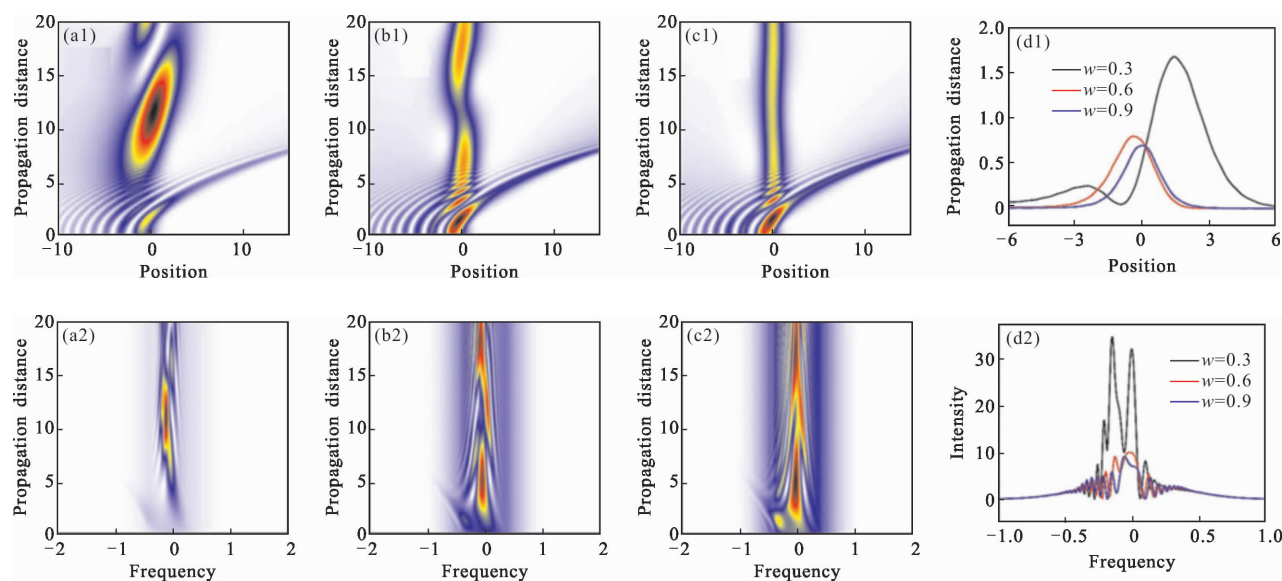 (a1)
Propagation distance
20
15
10
5
0
−10
0
10
Position
(b1)
Propagation distance
20
15
10
5
0
−10
0
10
Position
(c1)
Propagation distance
20
15
10
5
0
−10
0
10
Position
(d1)
Propagation distance
2.0
1.5
1.0
0.5
0
w=0.3
w=0.6
w=0.9
−6
−3
0
3
6
Position
(a2)
Propagation distance
20
15
10
5
0
−2
−1
0
1
2
Frequency
(b2)
Propagation distance
20
15
10
5
0
−2
−1
0
1
2
Frequency
(c2)
Propagation distance
20
15
10
5
0
−2
−1
0
1
2
Frequency
(d2)
Intensity
30
20
10
0
w=0.3
w=0.6
w=0.9
−1.0
−0.5
0
0.5
1.0
Frequency